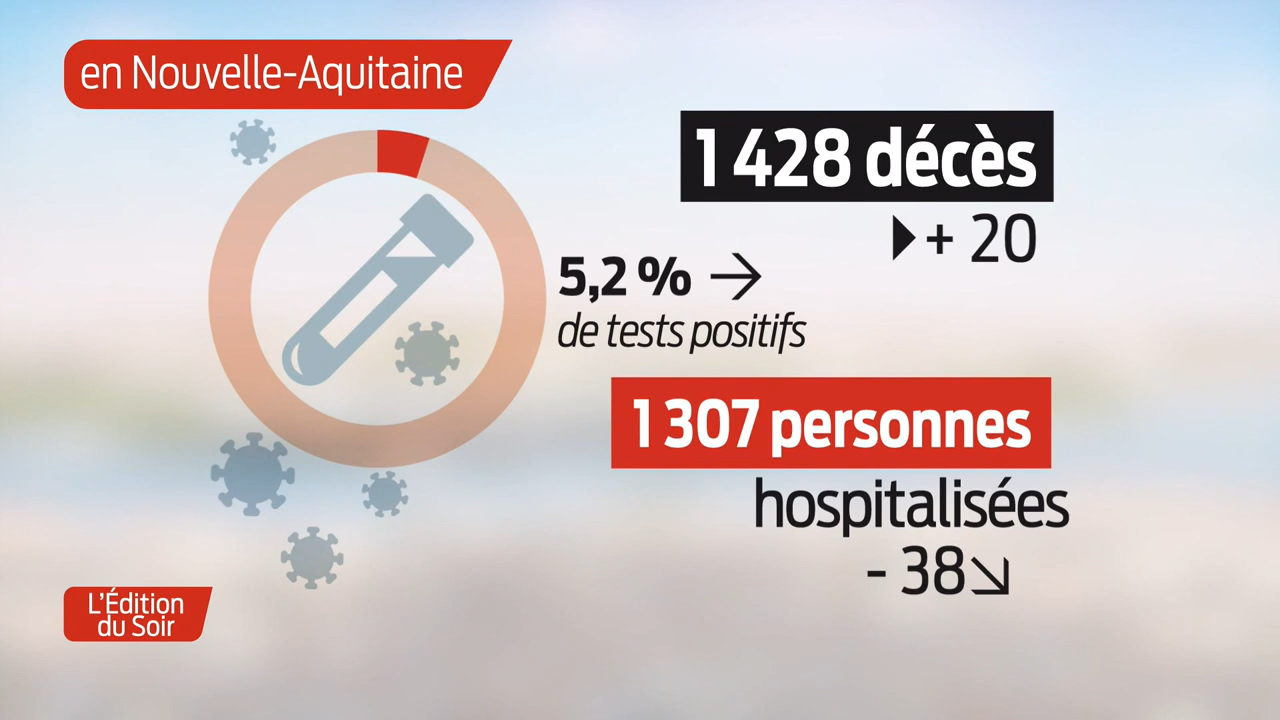 en Nouvelle-Aquitaine
1 428 décès
+ 20
5,2 % →
de tests positifs
1 307 personnes
hospitalisées
- 38
L'Édition
du Soir